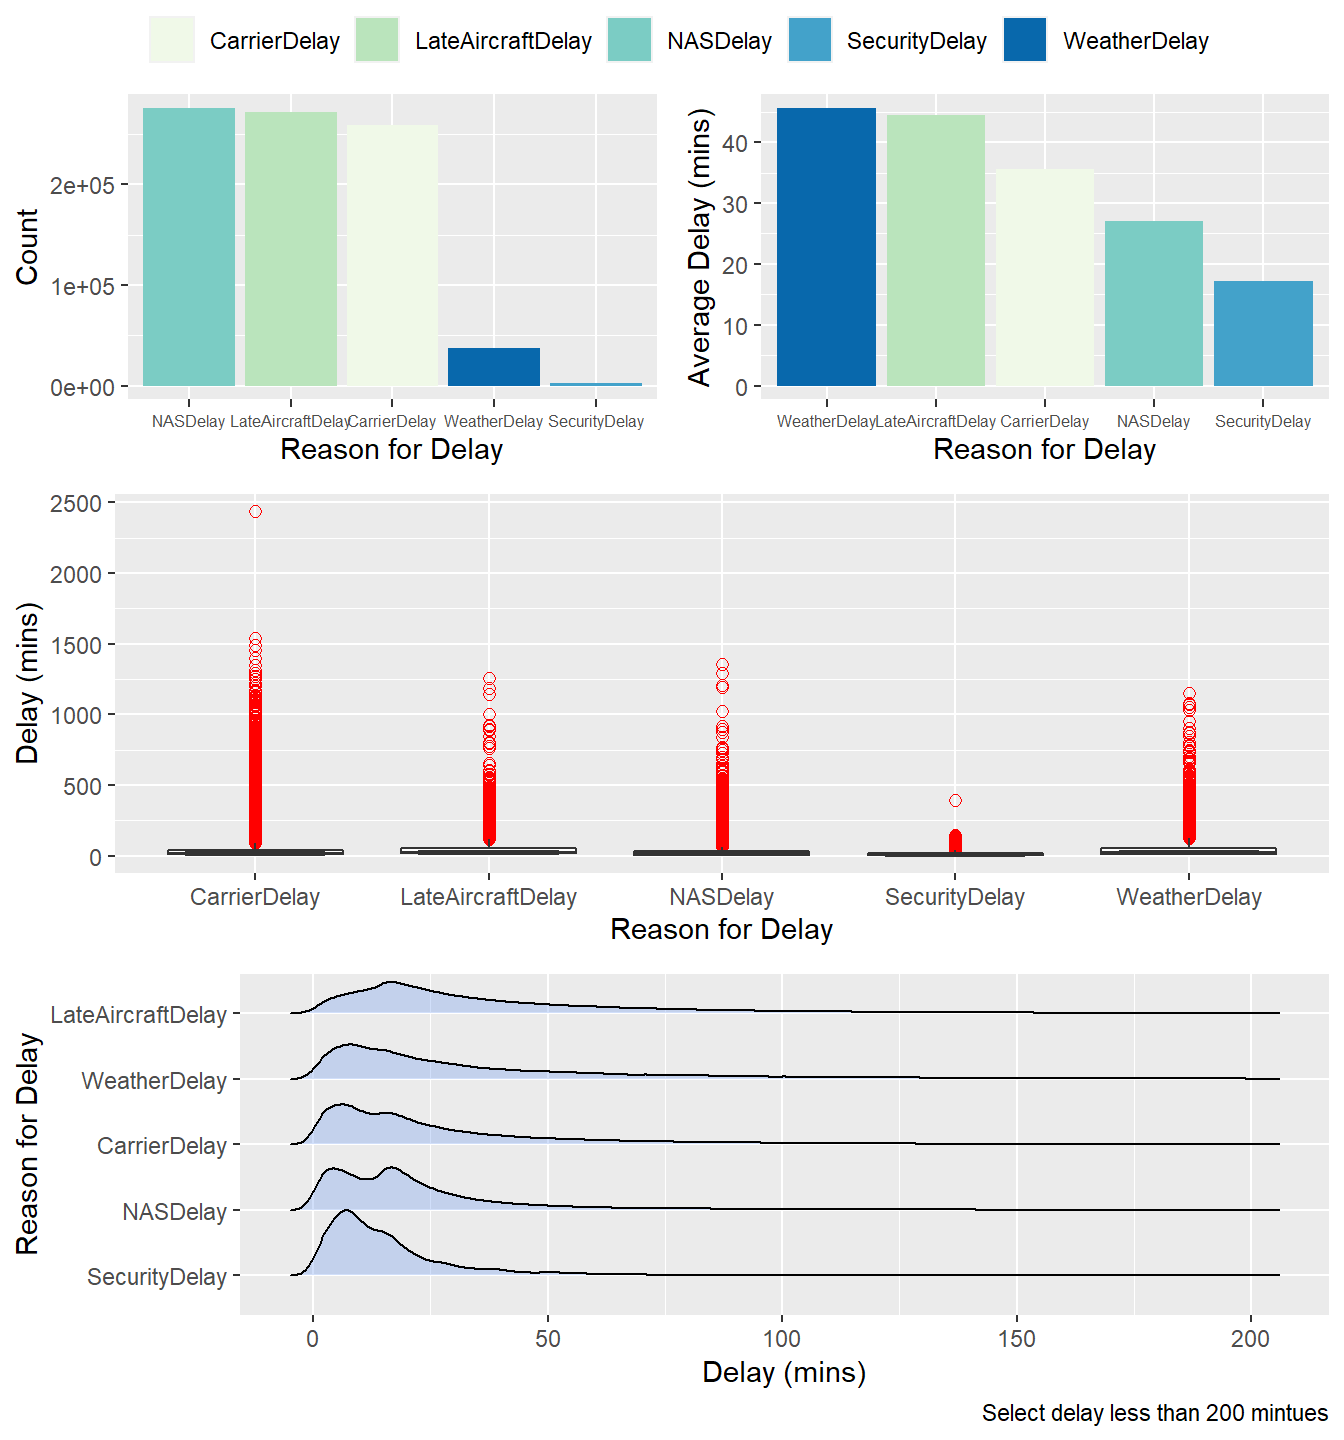 CarrierDelay LateAircraftDelay NASDelay SecurityDelay WeatherDelay
Count
2e+05
1e+05
0e+00
NASDelay LateAircraftDelay CarrierDelay WeatherDelay SecurityDelay
Reason for Delay
Average Delay (mins)
40
30
20
10
0
WeatherDelay LateAircraftDelay CarrierDelay NASDelay SecurityDelay
Reason for Delay
Delay (mins)
2500
2000
1500
1000
500
0
CarrierDelay LateAircraftDelay NASDelay SecurityDelay WeatherDelay
Reason for Delay
Reason for Delay
LateAircraftDelay
WeatherDelay
CarrierDelay
NASDelay
SecurityDelay
0 50 100 150 200
Delay (mins)
Select delay less than 200 mintues